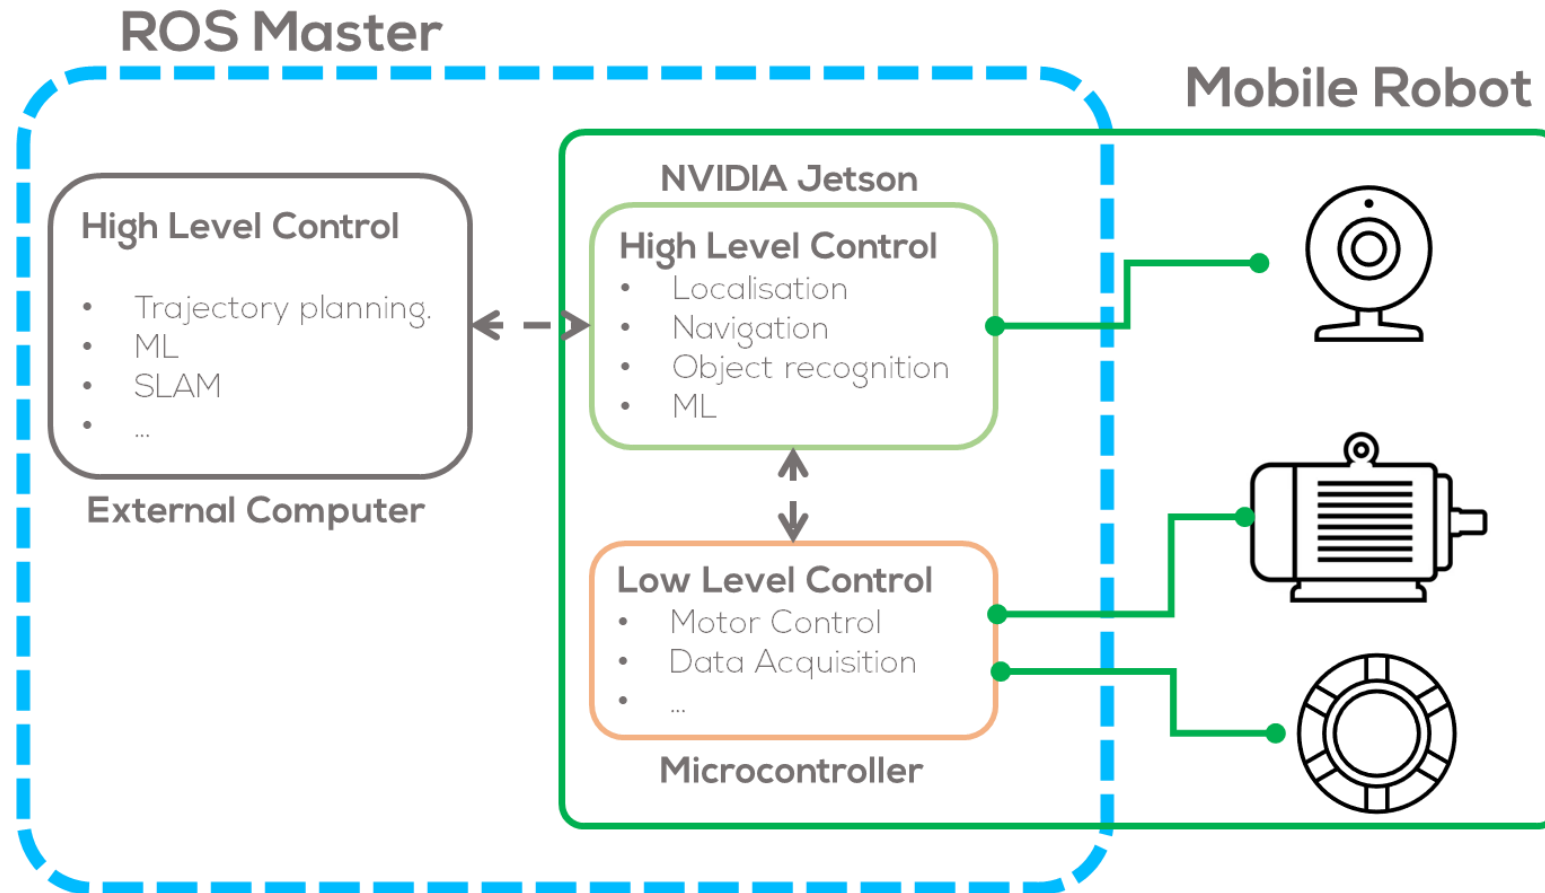 ROS Master
Mobile Robot
High Level Control
• Trajectory planning.
• ML
• SLAM
• ...
External Computer
NVIDIA Jetson
High Level Control
• Localisation
• Navigation
• Object recognition
• ML
Low Level Control
• Motor Control
• Data Acquisition
• ...
Microcontroller